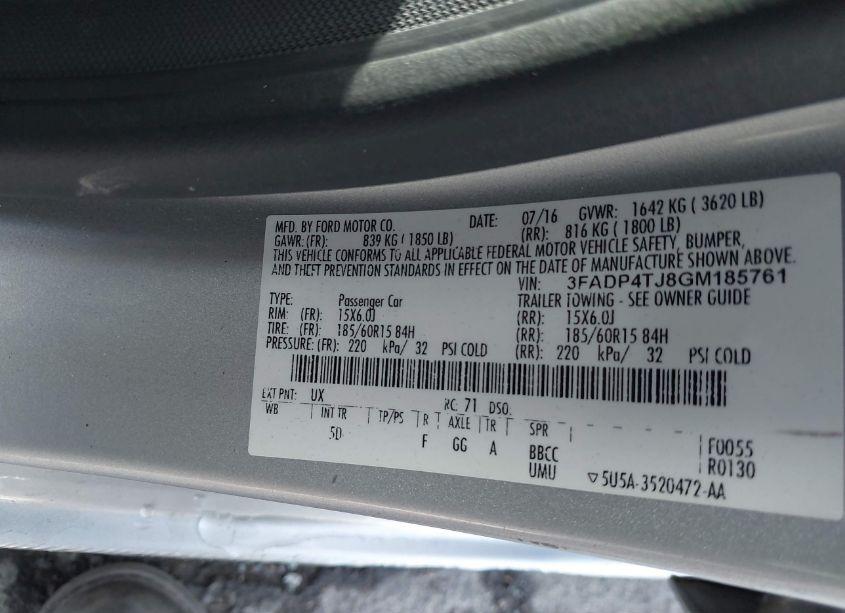 MFD. BY FORD MOTOR CO. DATE: 07/16 GVWR: 1642 KG ( 3620 LB)
GAWR: (FR): 839 KG ( 1850 LB) (RR): 816 KG ( 1800 LB)
THIS VEHICLE CONFORMS TO ALL APPLICABLE FEDERAL MOTOR VEHICLE SAFETY, BUMPER,
AND THEFT PREVENTION STANDARDS IN EFFECT ON THE DATE OF MANUFACTURE SHOWN ABOVE.
VIN: 3FADP4TJ8GM185761
TYPE: Passenger Car TRAILER TOWING - SEE OWNER GUIDE
RIM: (FR): 15X6.0J (RR): 15X6.0J
TIRE: (FR): 185/60R15 84H (RR): 185/60R15 84H
PRESSURE: (FR): 220 kPa/ 32 PSI COLD (RR): 220 kPa/ 32 PSI COLD
EXT PNT: UX RC: 71 DSO:
WB INT TR TP/PS R AXLE TR SPR
5D F GG A BBCC F0055
UMU R0130
5U5A-3520472-AA